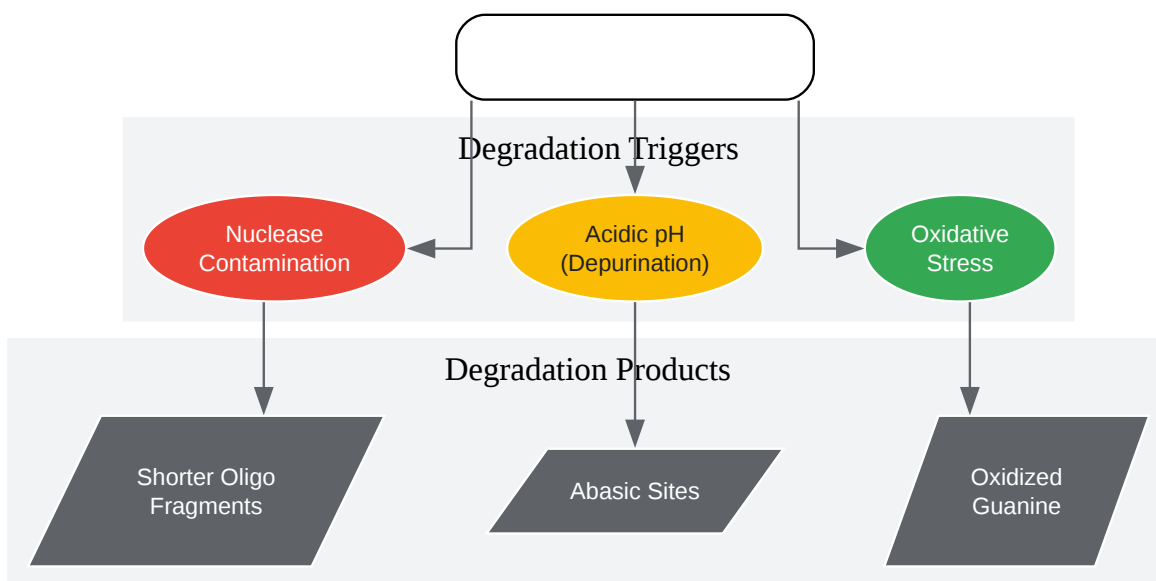 Degradation Triggers
Nuclease
Contamination
Acidic pH
(Depurination)
Oxidative
Stress
Degradation Products
Shorter Oligo
Fragments
Abasic Sites
Oxidized
Guanine